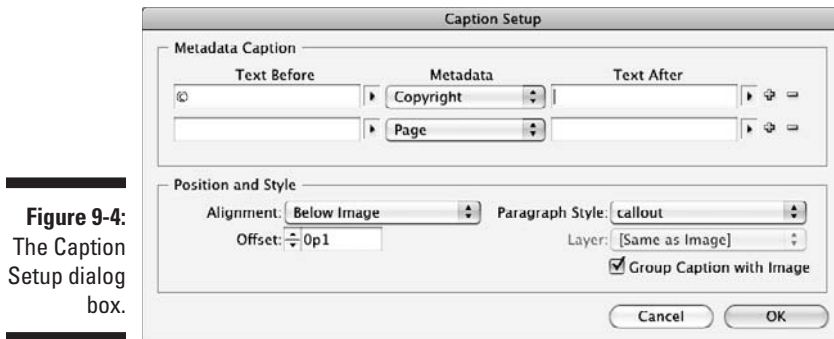 Caption Setup
Metadata Caption
Text Before Metadata Text After
© Copyright
Page
Position and Style
Alignment: Below Image Paragraph Style: callout
Offset: 0p1 Layer: [Same as Image]
Group Caption with Image
Cancel OK
Figure 9-4:
The Caption
Setup dialog
box.